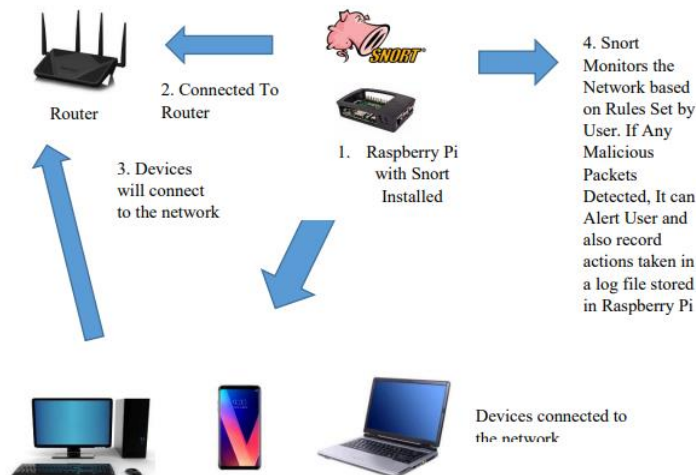 SNORT
Router
2. Connected To
Router
1. Raspberry Pi
with Snort
Installed
3. Devices
will connect
to the network
4. Snort
Monitors the
Network based
on Rules Set by
User. If Any
Malicious
Packets
Detected, It can
Alert User and
also record
actions taken in
a log file stored
in Raspberry Pi
Devices connected to
the network